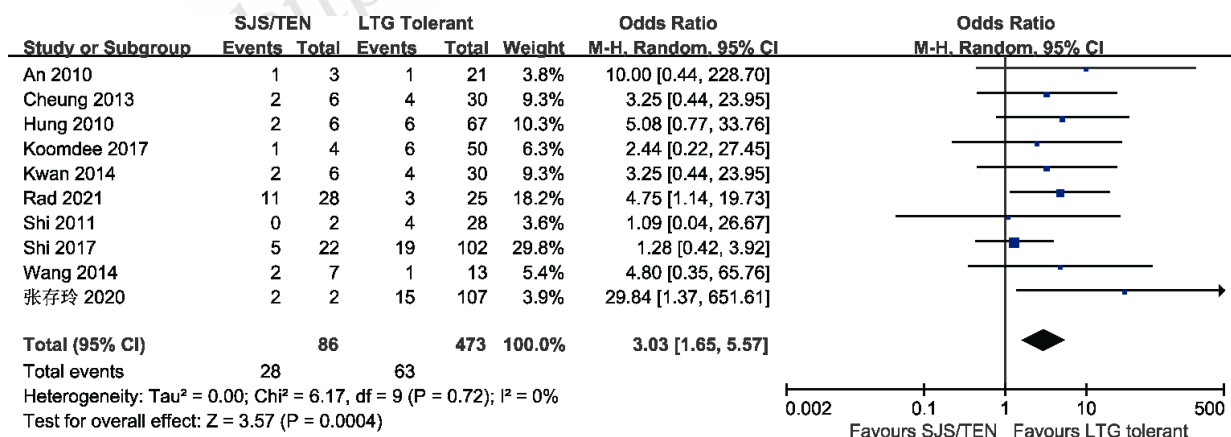 SJS/TEN LTG Tolerant Odds Ratio Odds Ratio
Study or Subgroup Events Total Events Total Weight M-H, Random, 95% CI M-H, Random, 95% CI
An 2010 1 3 1 21 3.8% 10.00 [0.44, 228.70]
Cheung 2013 2 6 4 30 9.3% 3.25 [0.44, 23.95]
Hung 2010 2 6 6 67 10.3% 5.08 [0.77, 33.76]
Koomdee 2017 1 4 6 50 6.3% 2.44 [0.22, 27.45]
Kwan 2014 2 6 4 30 9.3% 3.25 [0.44, 23.95]
Rad 2021 11 28 3 25 18.2% 4.75 [1.14, 19.73]
Shi 2011 0 2 4 28 3.6% 1.09 [0.04, 26.67]
Shi 2017 5 22 19 102 29.8% 1.28 [0.42, 3.92]
Wang 2014 2 7 1 13 5.4% 4.80 [0.35, 65.76]
张存玲 2020 2 2 15 107 3.9% 29.84 [1.37, 651.61]
Total (95% CI) 86 473 100.0% 3.03 [1.65, 5.57]
Total events 28 63
Heterogeneity: Tau² = 0.00; Chi² = 6.17, df = 9 (P = 0.72); I² = 0%
Test for overall effect: Z = 3.57 (P = 0.0004)
0.002 0.1 1 10 500
Favours SJS/TEN Favours LTG tolerant